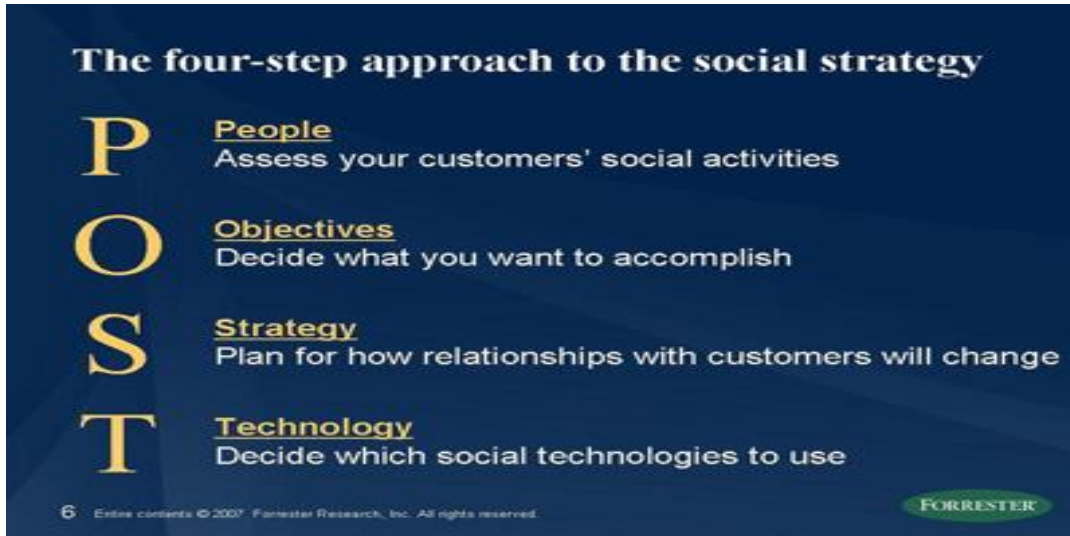 The four-step approach to the social strategy
P
People
Assess your customers’ social activities
O
Objectives
Decide what you want to accomplish
S
Strategy
Plan for how relationships with customers will change
T
Technology
Decide which social technologies to use
6 Entire contents © 2007 Forrester Research, Inc. All rights reserved.
FORRESTER